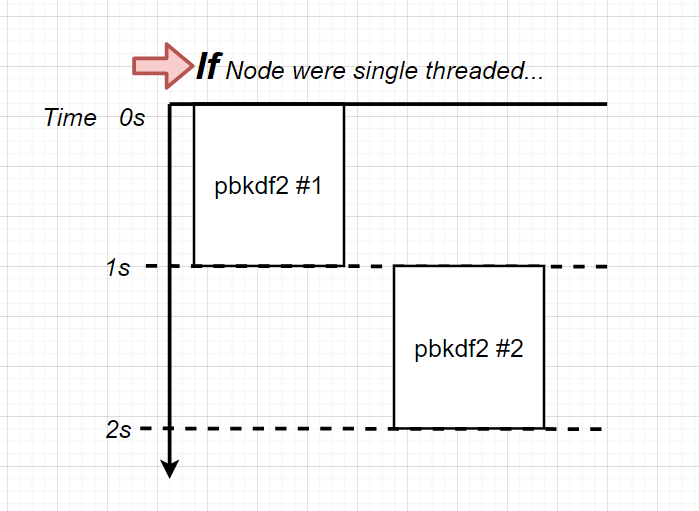 If Node were single threaded...
Time 0s
pbkdf2 #1
1s
pbkdf2 #2
2s